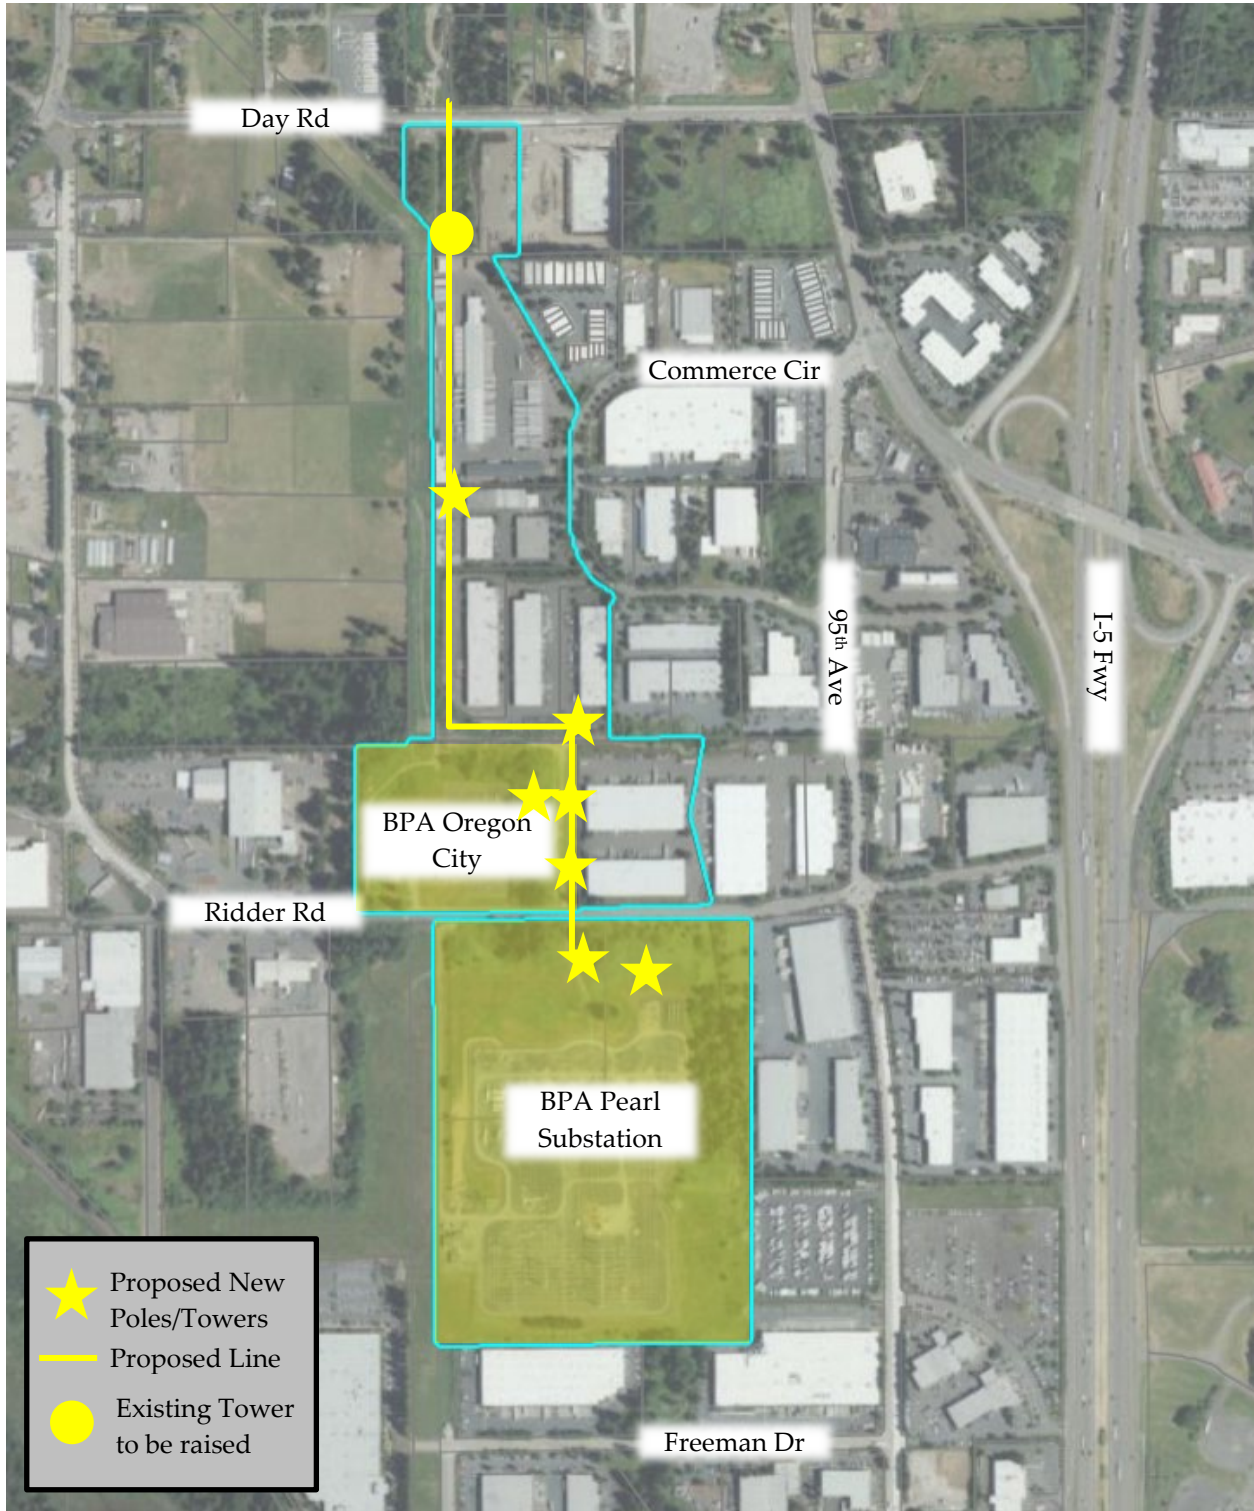 Day Rd
Commerce Cir
95th Ave
I-5 Fwy
BPA Oregon
City
Ridder Rd
BPA Pearl
Substation
Proposed New
Poles/Towers
Proposed Line
Existing Tower
to be raised
Freeman Dr